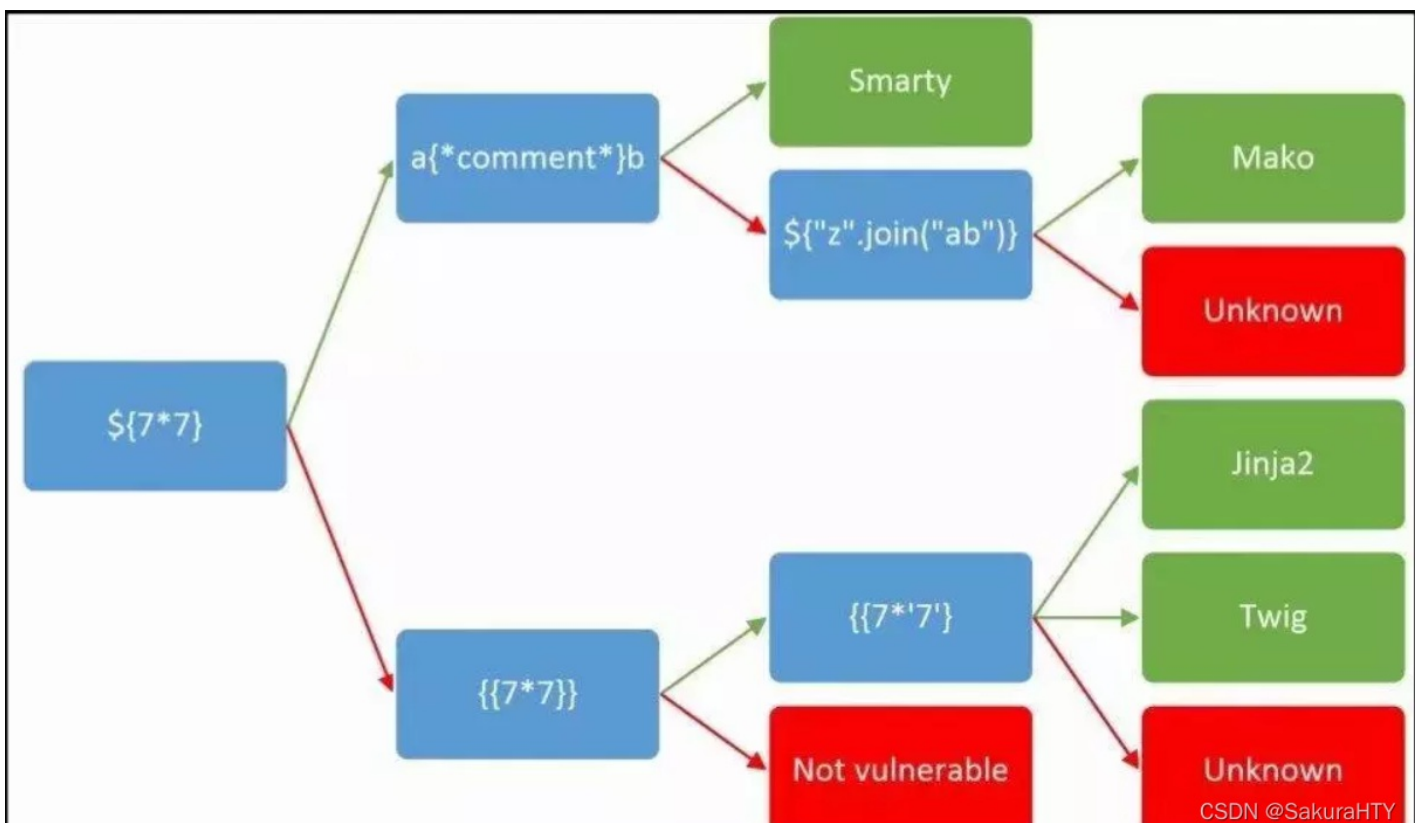 Smarty
a{*comment*}b
Mako
${"z".join("ab")}
Unknown
${7*7}
Jinja2
{{7*'7'}
Twig
{{7*7}}
Not vulnerable
Unknown
CSDN @SakuraHTY